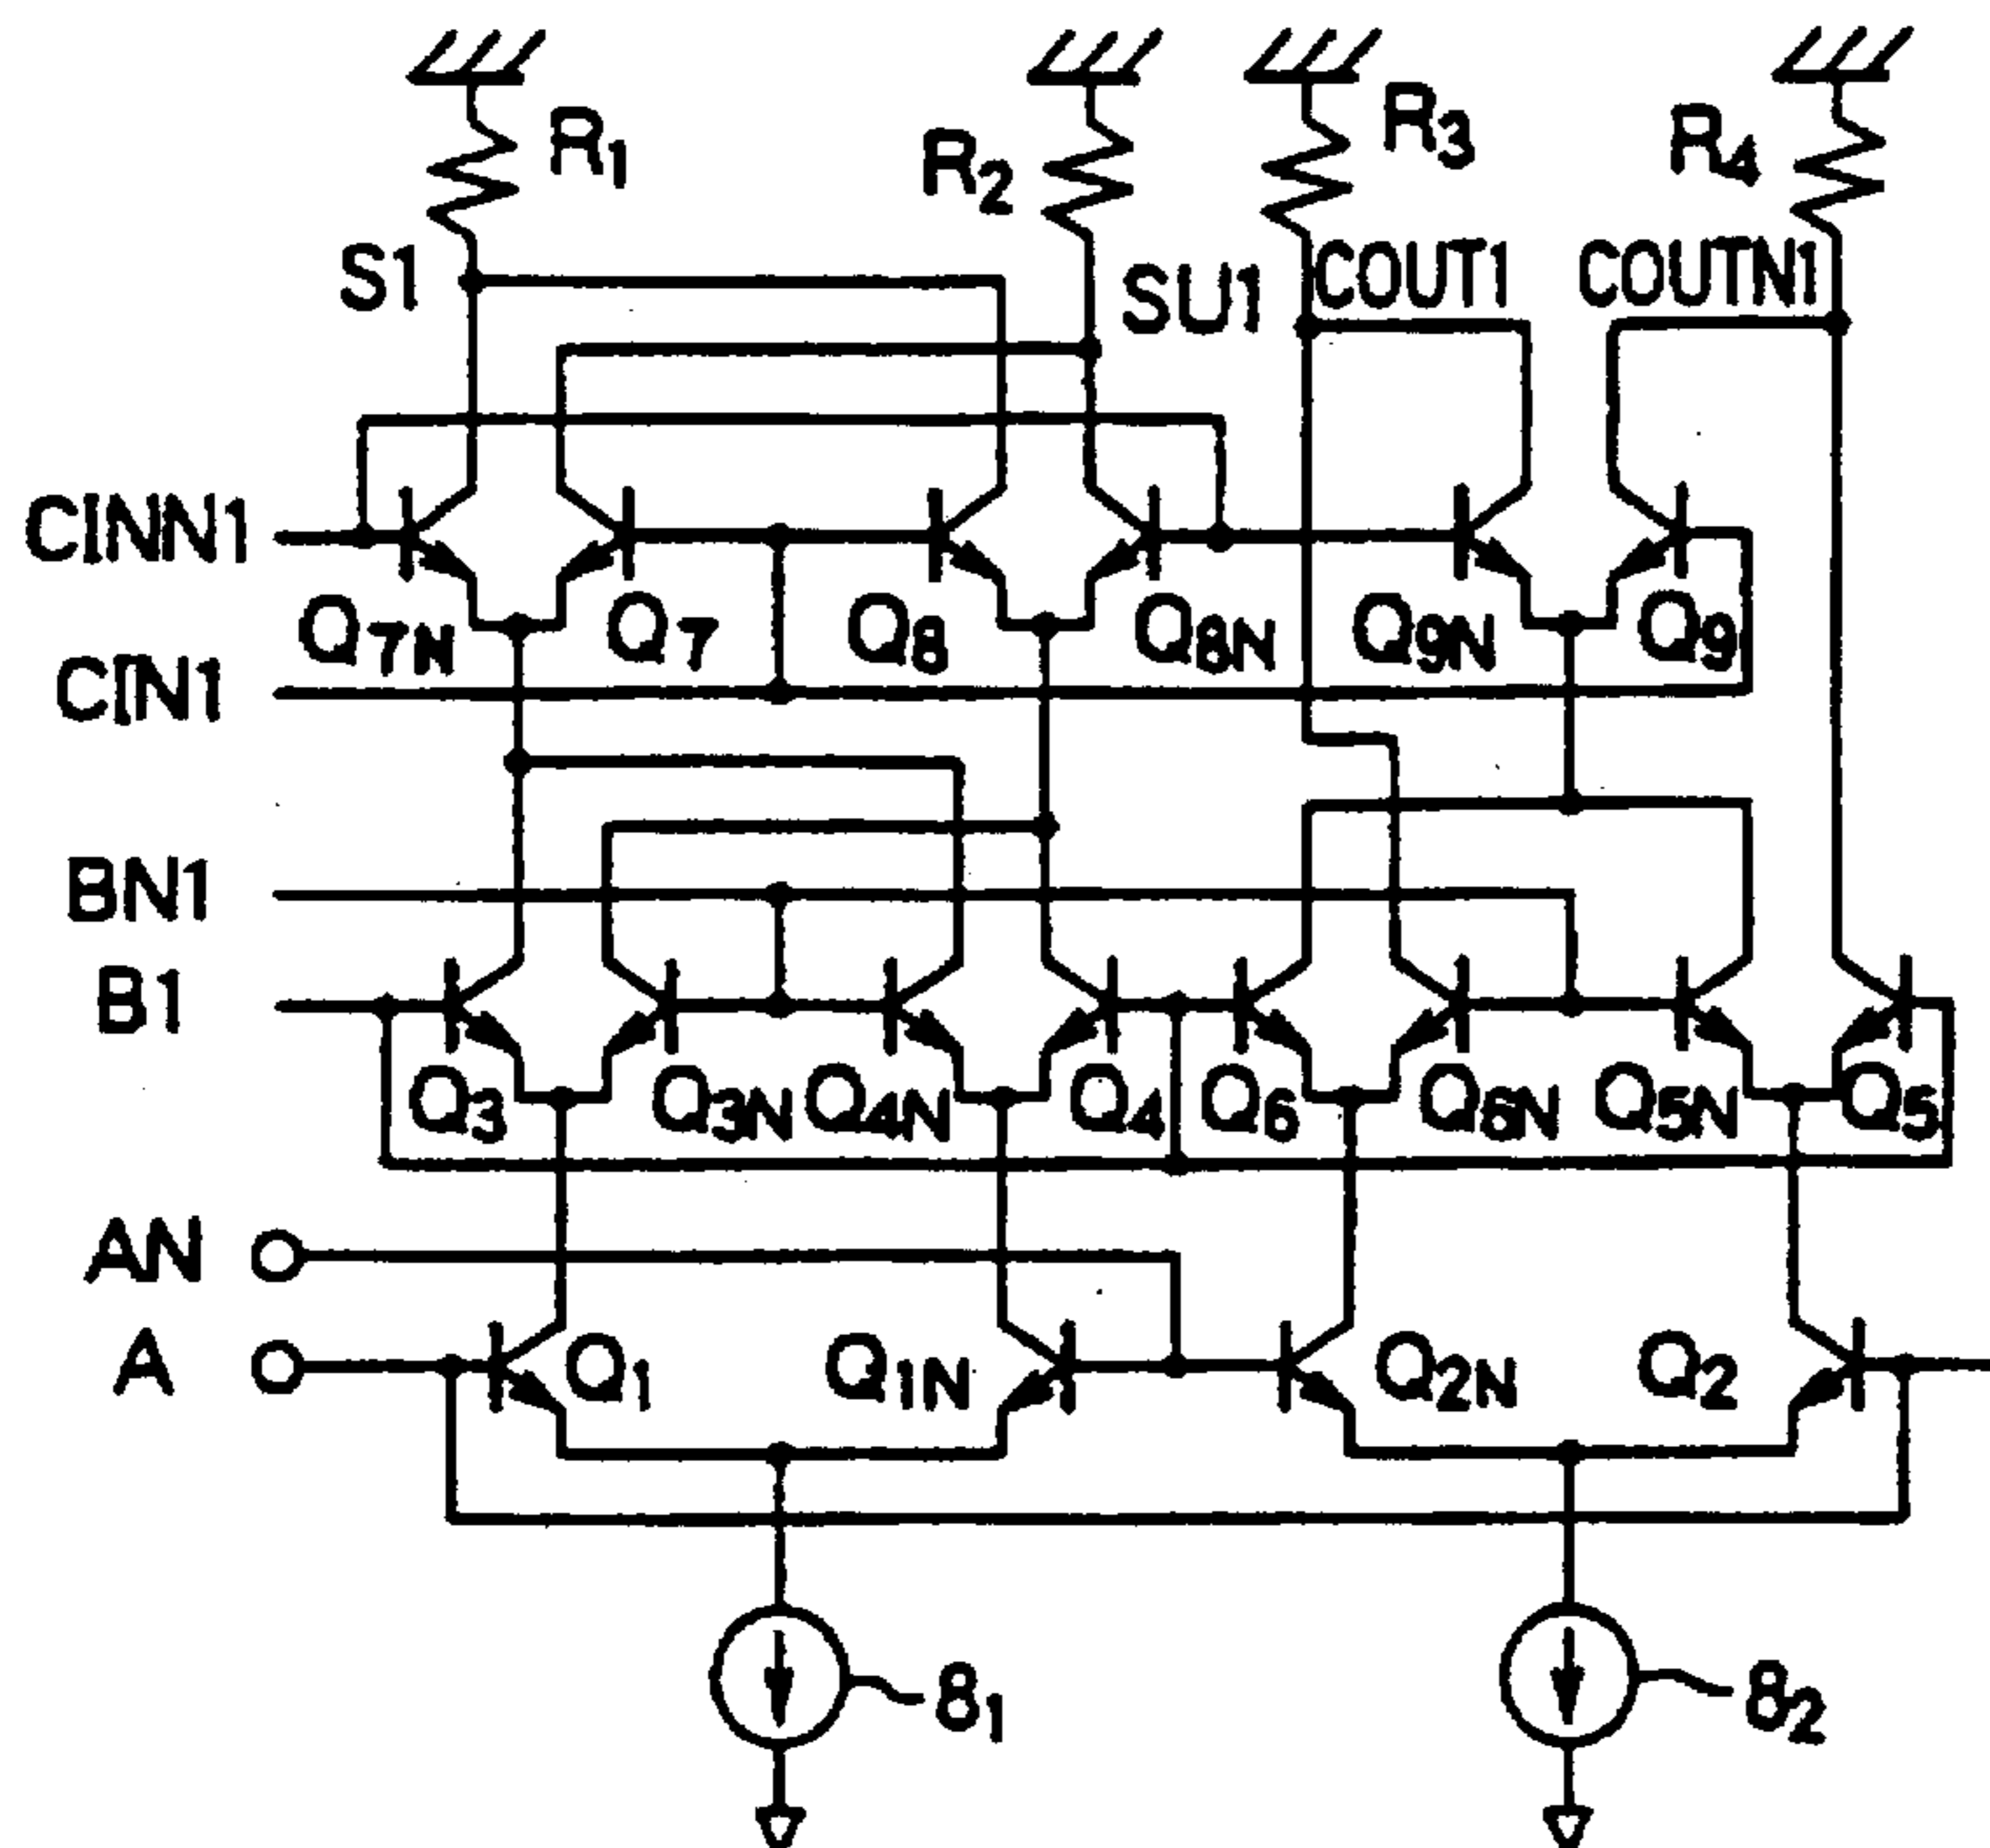 R1 R2 R3 R4
S1 SU1 COUT1 COUTN1
CINN1
Q7N Q7 Q8 Q8N Q9N Q9
CIN1
BN1
B1
Q3 Q3N Q4N Q4 Q6 Q6N Q5N Q5
AN
A Q1 Q1N Q2N Q2
81 82